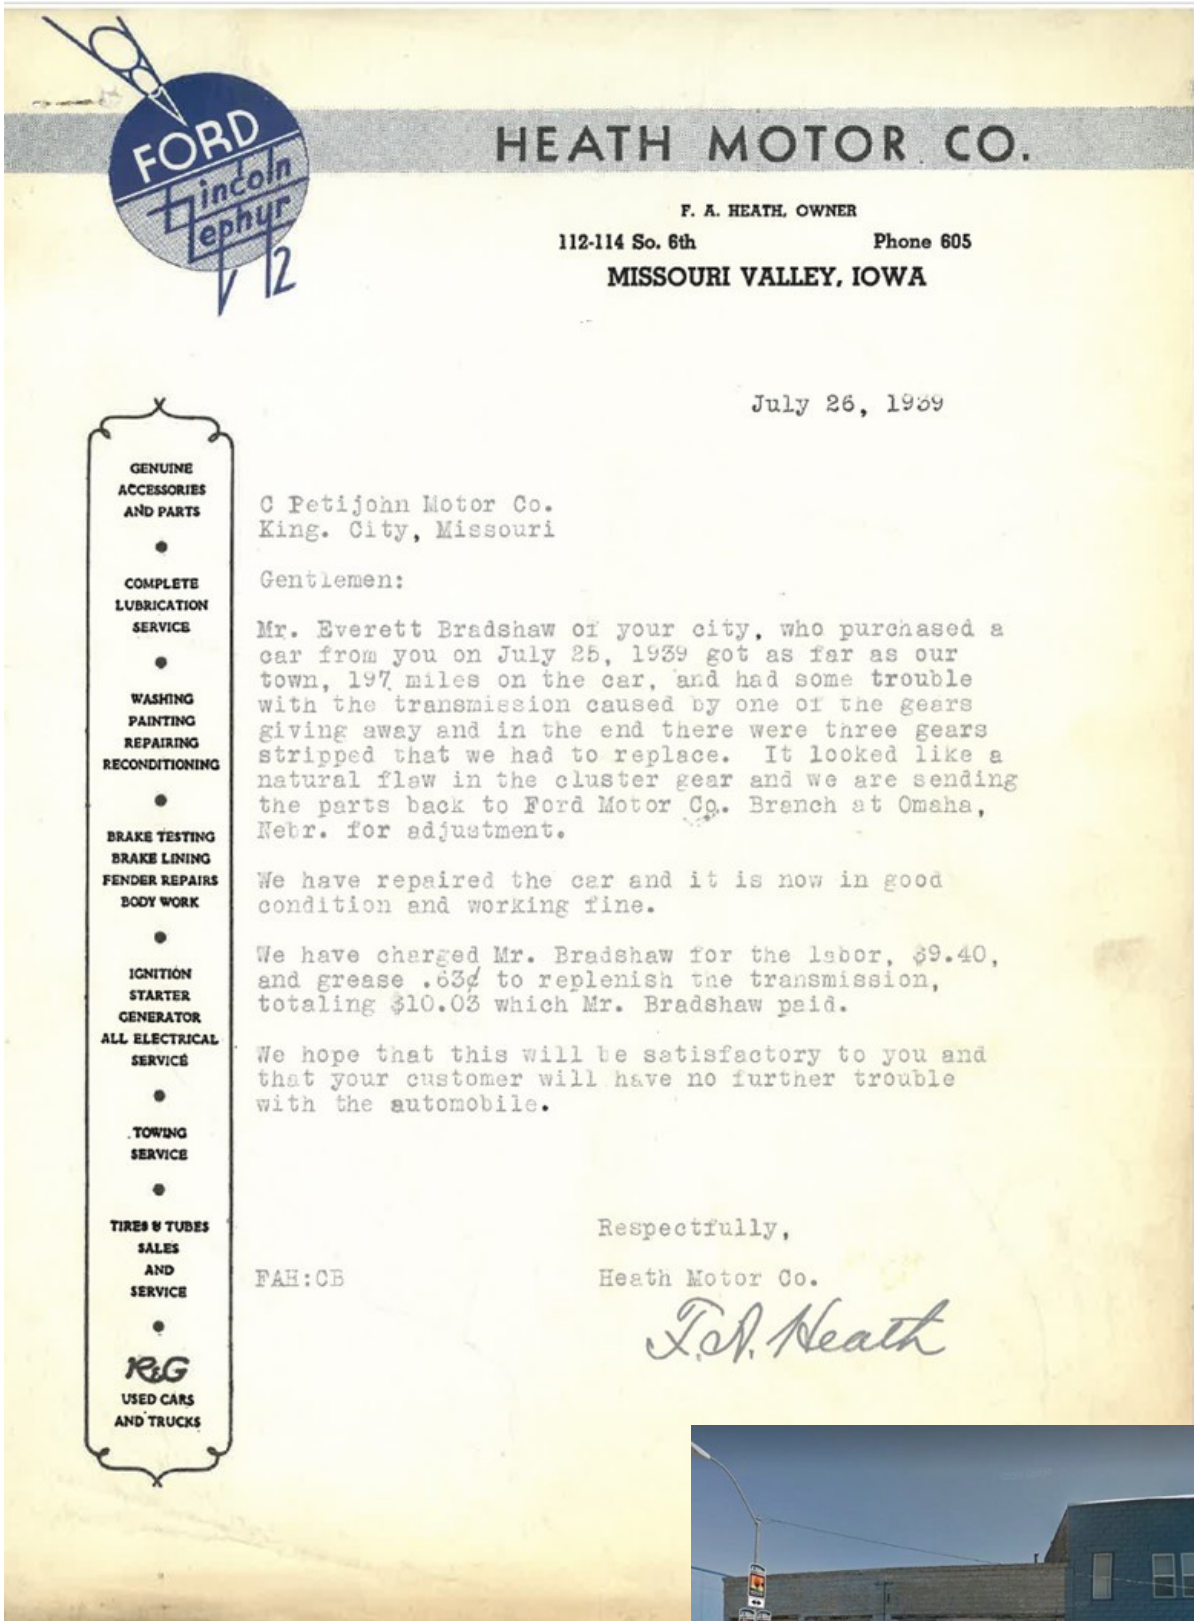 FORD
Lincoln
Zephyr
V12
HEATH MOTOR CO.
F. A. HEATH, OWNER
112-114 So. 6th Phone 605
MISSOURI VALLEY, IOWA
July 26, 1939
GENUINE
ACCESSORIES
AND PARTS
COMPLETE
LUBRICATION
SERVICE
WASHING
PAINTING
REPAIRING
RECONDITIONING
BRAKE TESTING
BRAKE LINING
FENDER REPAIRS
BODY WORK
IGNITION
STARTER
GENERATOR
ALL ELECTRICAL
SERVICE
TOWING
SERVICE
TIRES & TUBES
SALES
AND
SERVICE
R&G
USED CARS
AND TRUCKS
C Petijohn Motor Co.
King. City, Missouri
Gentlemen:
Mr. Everett Bradshaw of your city, who purchased a
car from you on July 25, 1939 got as far as our
town, 197 miles on the car, and had some trouble
with the transmission caused by one of the gears
giving away and in the end there were three gears
stripped that we had to replace. It looked like a
natural flaw in the cluster gear and we are sending
the parts back to Ford Motor Co. Branch at Omaha,
Nebr. for adjustment.
We have repaired the car and it is now in good
condition and working fine.
We have charged Mr. Bradshaw for the labor, $9.40,
and grease .63¢ to replenish the transmission,
totaling $10.03 which Mr. Bradshaw paid.
We hope that this will be satisfactory to you and
that your customer will have no further trouble
with the automobile.
Respectfully,
FAH:CB Heath Motor Co.
F.A. Heath